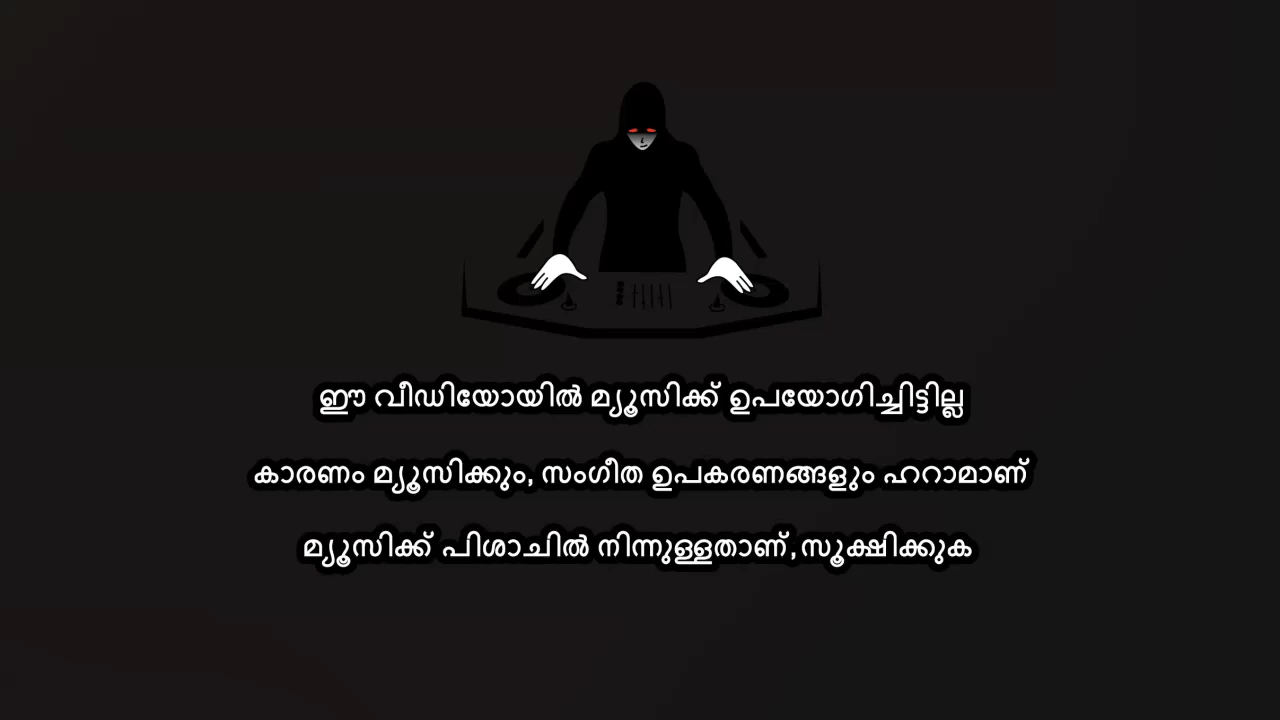 ഈ വീഡിയോയിൽ മ്യൂസിക്ക് ഉപയോഗിച്ചിട്ടില്ല
കാരണം മ്യൂസിക്കും, സംഗീത ഉപകരണങ്ങളും ഹറാമാണ്
മ്യൂസിക്ക് പിശാചിൽ നിന്നുള്ളതാണ്,സൂക്ഷിക്കുക